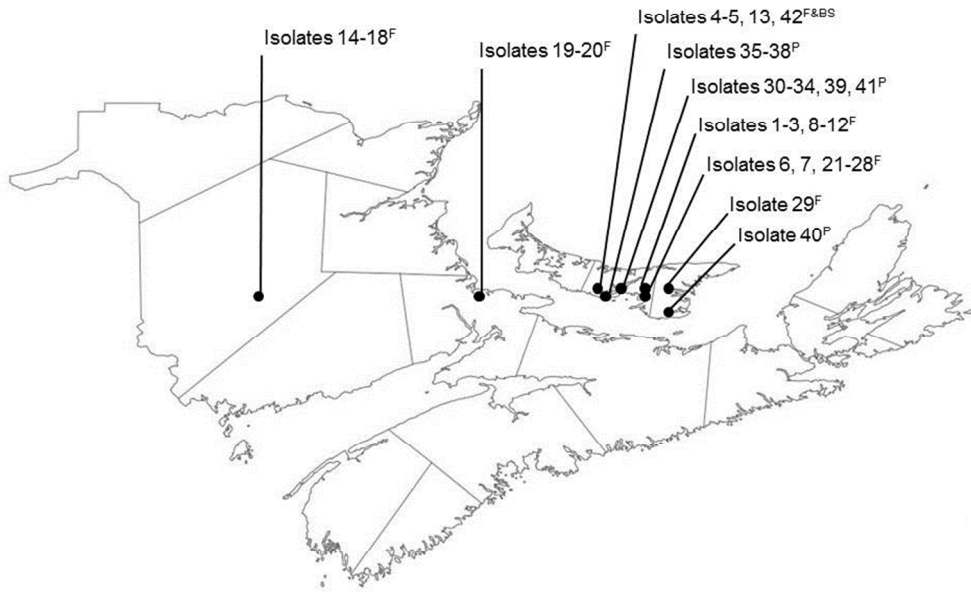 Isolates 4-5, 13, 42ᶠ&ᴮˢ
Isolates 14-18ᶠ
Isolates 19-20ᶠ
Isolates 35-38ᴾ
Isolates 30-34, 39, 41ᴾ
Isolates 1-3, 8-12ᶠ
Isolates 6, 7, 21-28ᶠ
Isolate 29ᶠ
Isolate 40ᴾ